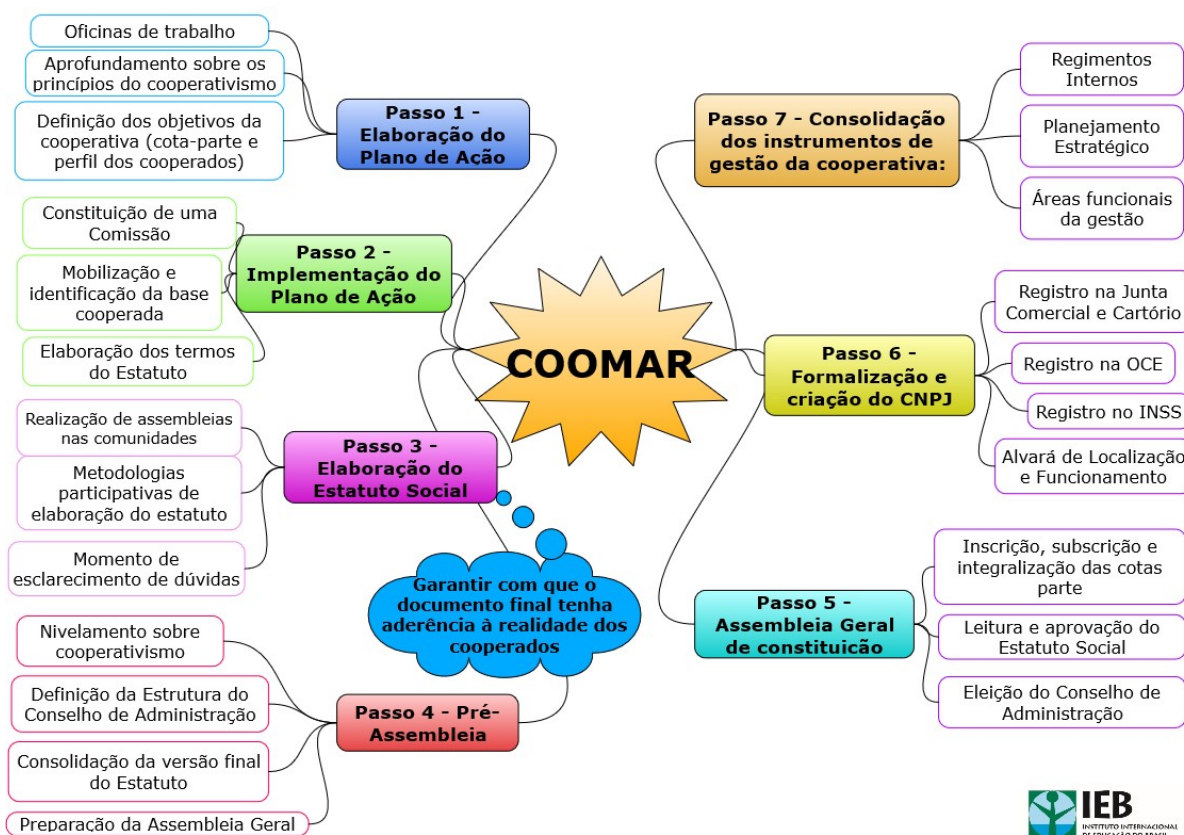 Oficinas de trabalho
Aprofundamento sobre os
princípios do cooperativismo
Definição dos objetivos da
cooperativa (cota-parte e
perfil dos cooperados)
Passo 1 -
Elaboração do
Plano de Ação
Constituição de uma
Comissão
Mobilização e
identificação da base
cooperada
Elaboração dos termos
do Estatuto
Passo 2 -
Implementação do
Plano de Ação
Realização de assembleias
nas comunidades
Metodologias
participativas de
elaboração do estatuto
Momento de
esclarecimento de dúvidas
Passo 3 -
Elaboração do
Estatuto Social
Garantir com que o
documento final tenha
aderência à realidade dos
cooperados
Nivelamento sobre
cooperativismo
Definição da Estrutura do
Conselho de Administração
Consolidação da versão final
do Estatuto
Preparação da Assembleia Geral
Passo 4 - Pré-
Assembleia
COOMAR
Passo 7 - Consolidação
dos instrumentos de
gestão da cooperativa:
Regimentos
Internos
Planejamento
Estratégico
Áreas funcionais
da gestão
Passo 6 -
Formalização e
criação do CNPJ
Registro na Junta
Comercial e Cartório
Registro na OCE
Registro no INSS
Alvará de Localização
e Funcionamento
Passo 5 -
Assembleia Geral
de constituicão
Inscrição, subscrição e
integralização das cotas
parte
Leitura e aprovação do
Estatuto Social
Eleição do Conselho de
Administração
IEB
INSTITUTO INTERNACIONAL
DE EDUCAÇÃO DO BRASIL